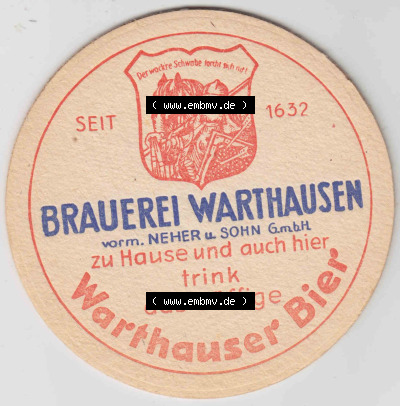 Der wackre Schwabe forcht sich nit!
( www.embmv.de )
SEIT 1632
BRAUEREI WARTHAUSEN
vorm. NEHER u. SOHN G.m.b.H.
zu Hause und auch hier
trink
( www.embmv.de )
Warthauser Bier